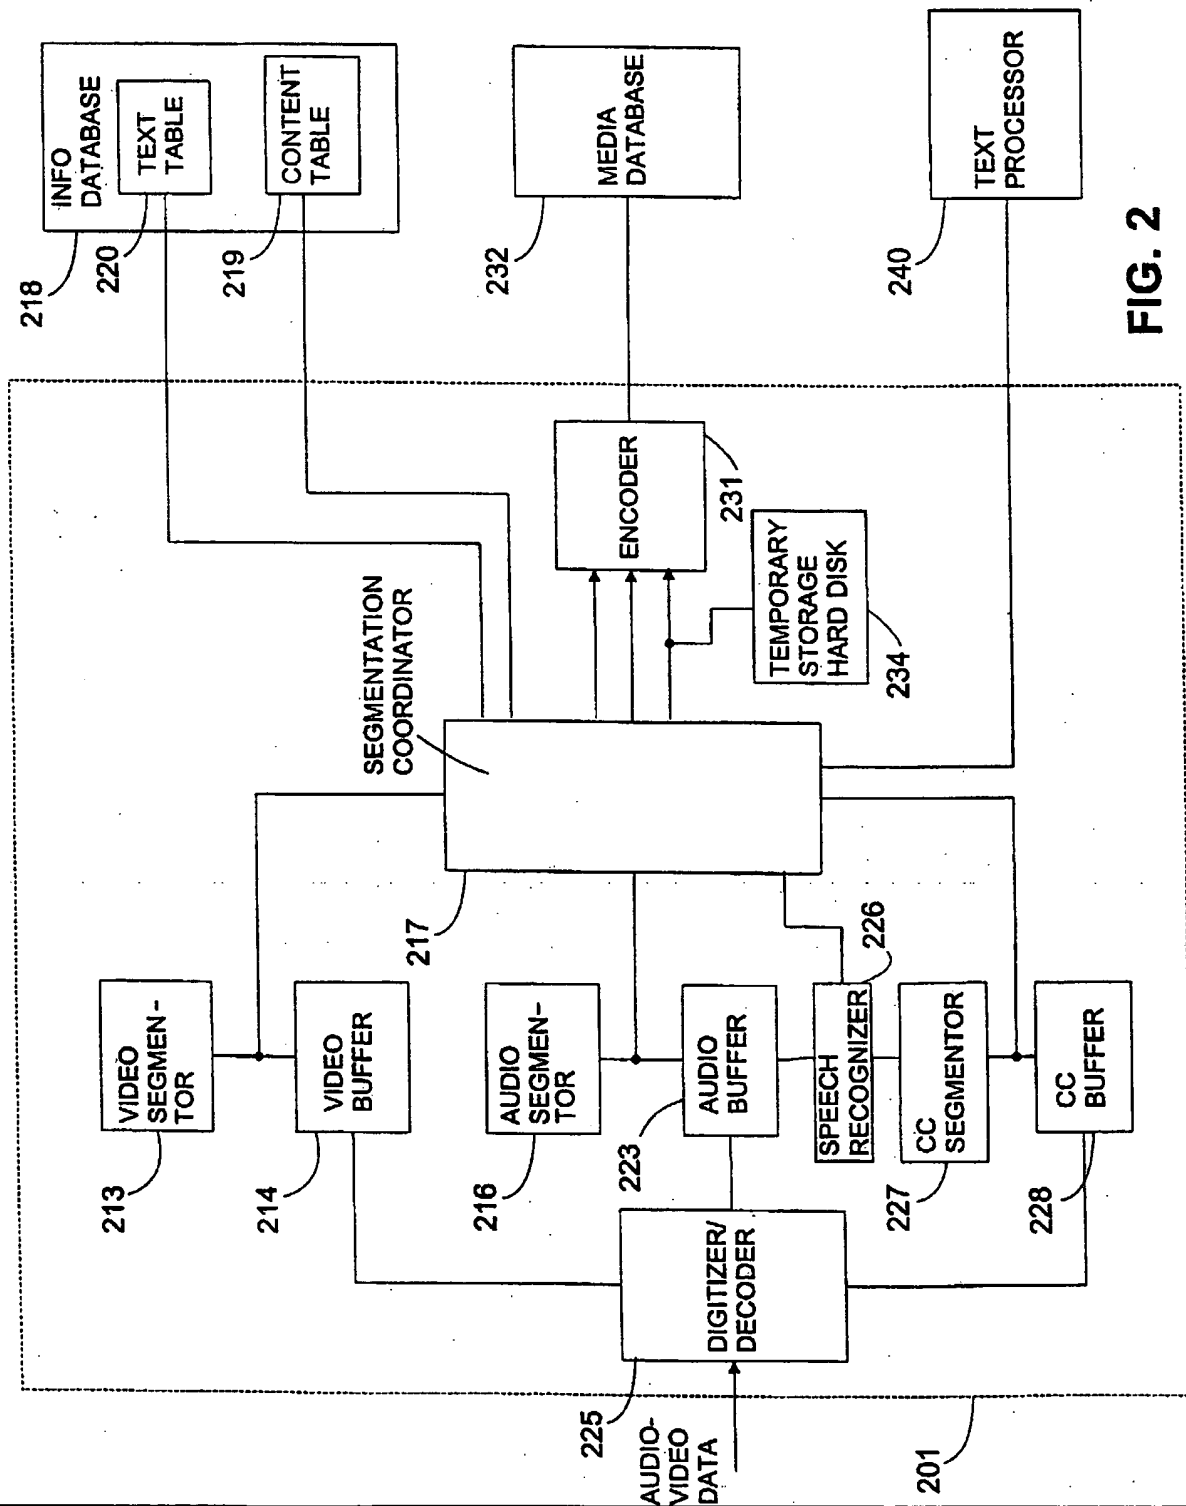 AUDIO-
VIDEO
DATA
201
225
DIGITIZER/
DECODER
213
VIDEO
SEGMEN-
TOR
214
VIDEO
BUFFER
216
AUDIO
SEGMEN-
TOR
223
AUDIO
BUFFER
SPEECH
RECOGNIZER
226
227
CC
SEGMENTOR
228
CC
BUFFER
217
SEGMENTATION
COORDINATOR
ENCODER
231
TEMPORARY
STORAGE
HARD DISK
234
218
INFO
DATABASE
220
TEXT
TABLE
219
CONTENT
TABLE
232
MEDIA
DATABASE
240
TEXT
PROCESSOR
FIG. 2